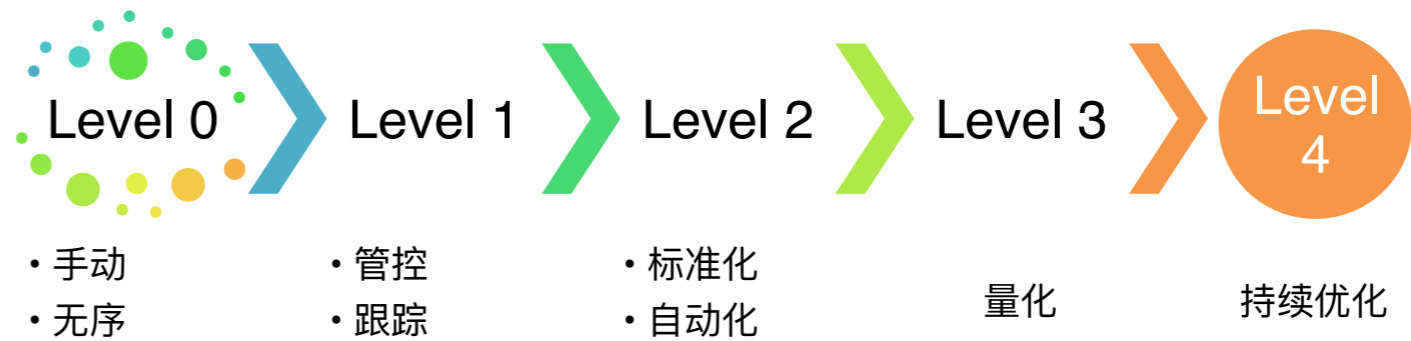 Level 0
Level 1
Level 2
Level 3
Level
4
・手动
・无序
・管控
・跟踪
・标准化
・自动化
量化
持续优化